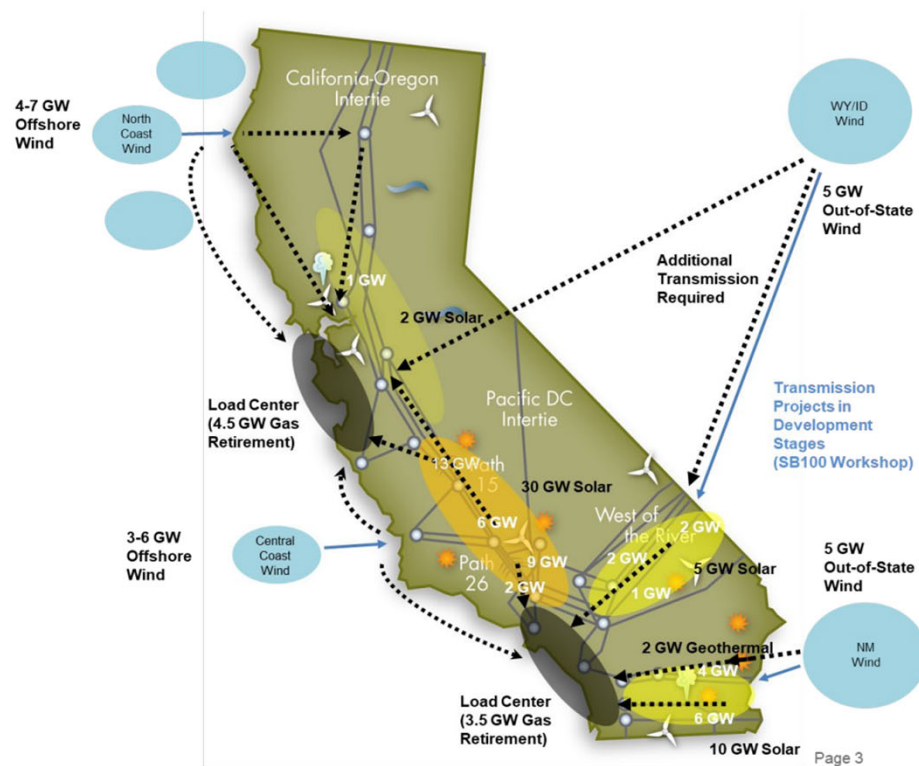 California-Oregon
Intertie
4-7 GW
Offshore
Wind
North
Coast
Wind
WY/ID
Wind
5 GW
Out-of-State
Wind
Additional
Transmission
Required
1 GW
2 GW Solar
Load Center
(4.5 GW Gas
Retirement)
Pacific DC
Intertie
Transmission
Projects in
Development
Stages
(SB100 Workshop)
13 GW
Path
15
30 GW Solar
3-6 GW
Offshore
Wind
Central
Coast
Wind
6 GW
Path
26
9 GW
2 GW
West of
the River
2 GW
2 GW
1 GW
5 GW Solar
5 GW
Out-of-State
Wind
2 GW Geothermal
4 GW
NM
Wind
Load Center
(3.5 GW Gas
Retirement)
6 GW
10 GW Solar
Page 3